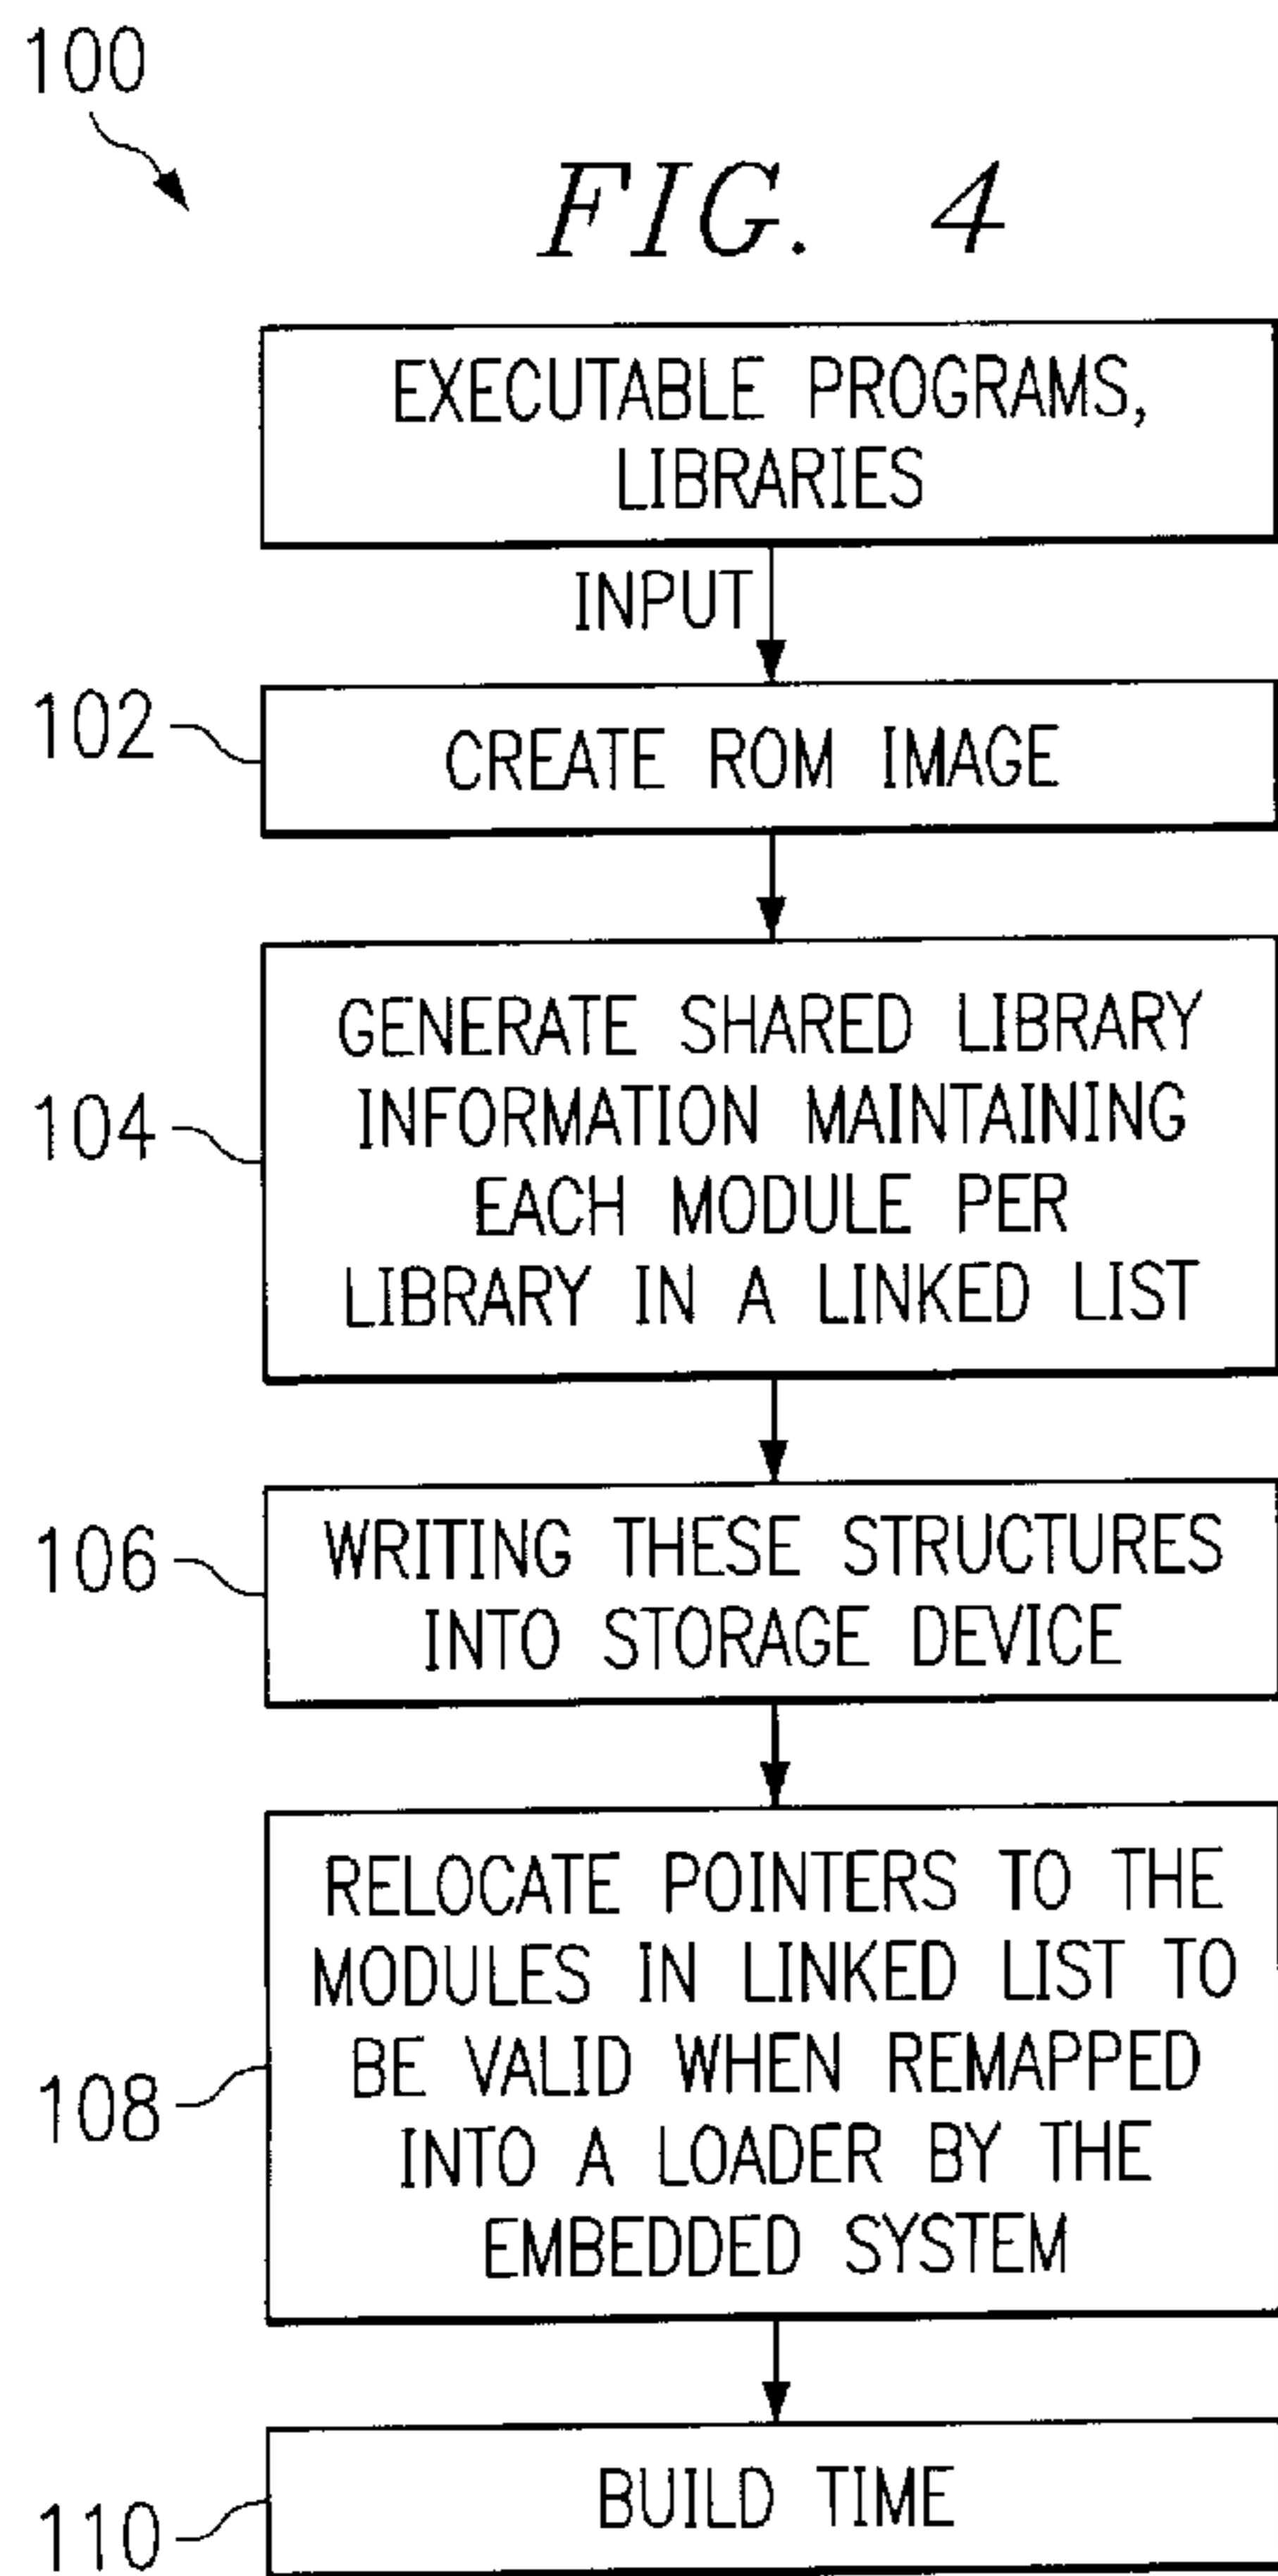 100
FIG. 4
EXECUTABLE PROGRAMS,
LIBRARIES
INPUT
102
CREATE ROM IMAGE
104
GENERATE SHARED LIBRARY
INFORMATION MAINTAINING
EACH MODULE PER
LIBRARY IN A LINKED LIST
106
WRITING THESE STRUCTURES
INTO STORAGE DEVICE
108
RELOCATE POINTERS TO THE
MODULES IN LINKED LIST TO
BE VALID WHEN REMAPPED
INTO A LOADER BY THE
EMBEDDED SYSTEM
110
BUILD TIME